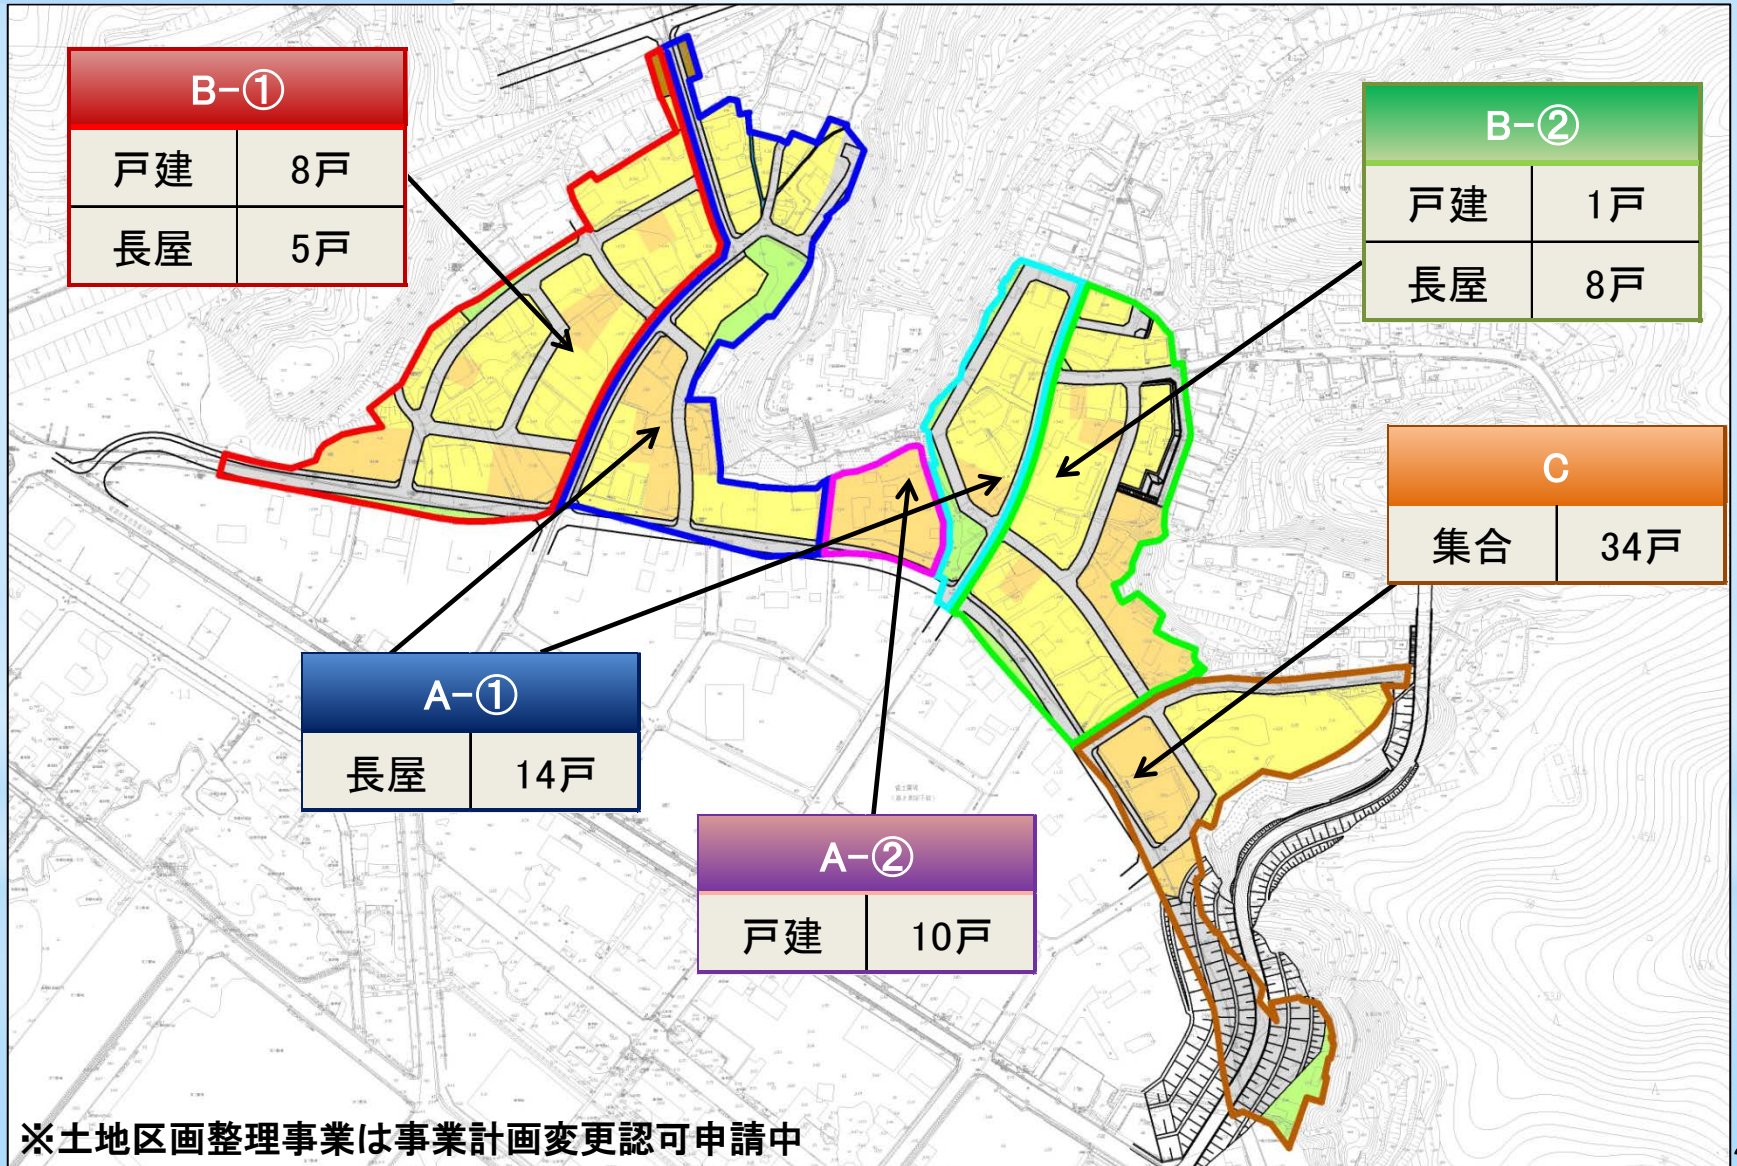 B-①
戸建 8戸
長屋 5戸
B-②
戸建 1戸
長屋 8戸
C
集合 34戸
A-①
長屋 14戸
A-②
戸建 10戸
※土地区画整理事業は事業計画変更認可申請中